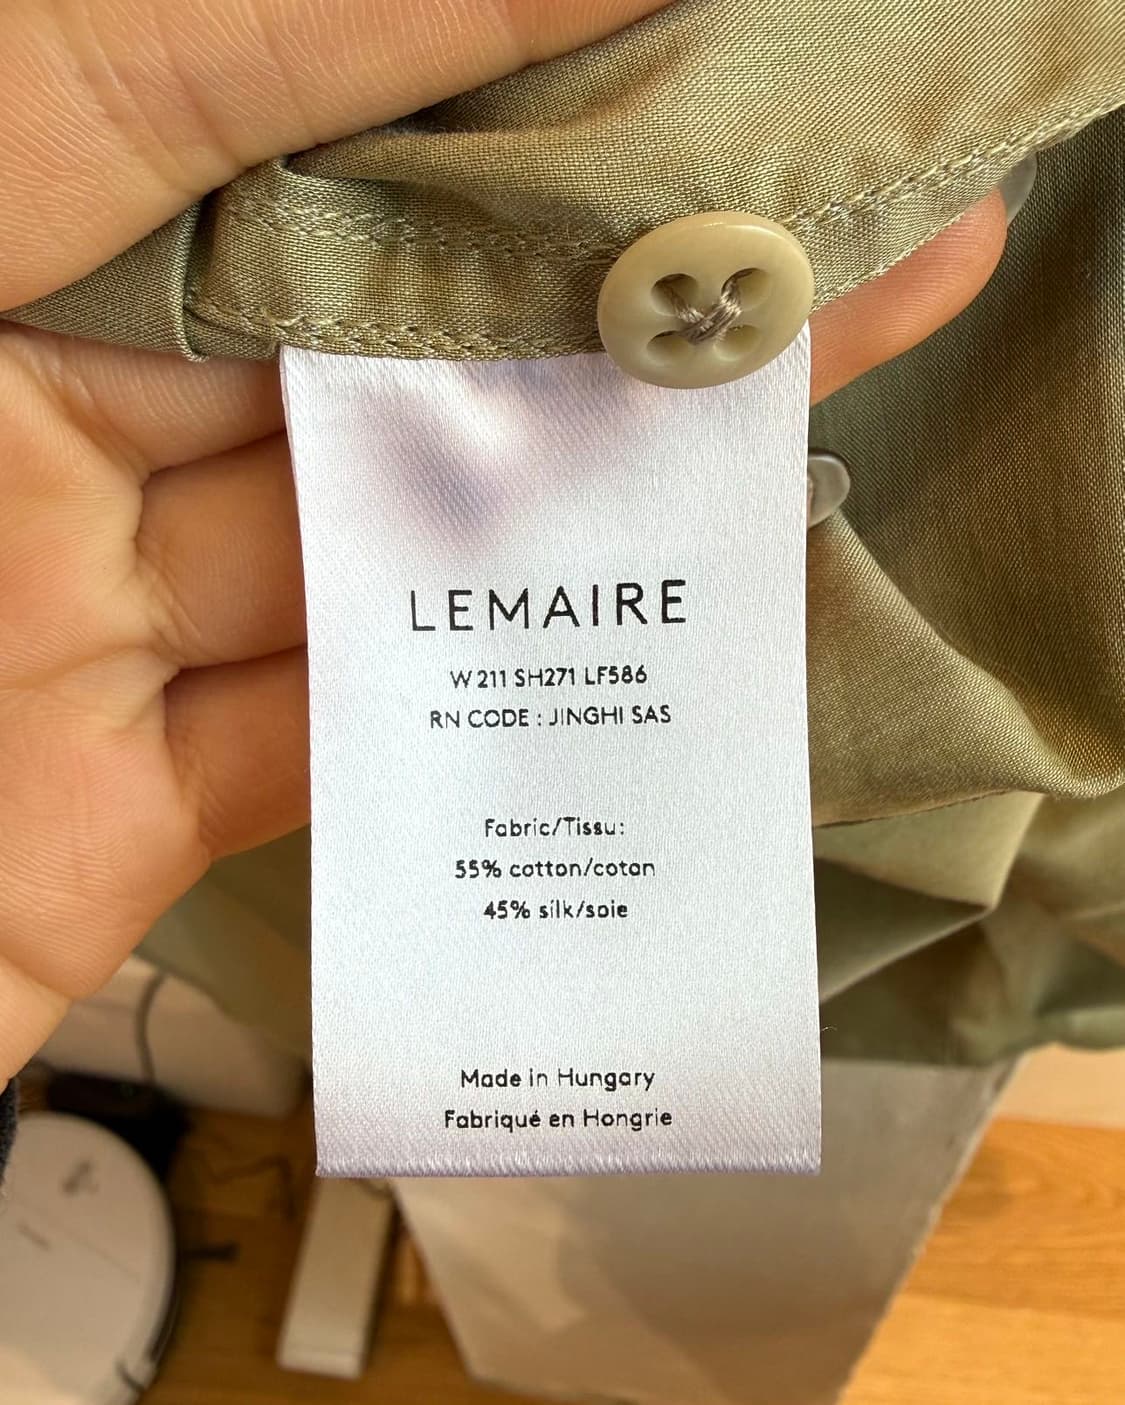 LEMAIRE
W 211 SH271 LF586
RN CODE : JINGHI SAS
Fabric/Tissu:
55% cotton/coton
45% silk/soie
Made in Hungary
Fabriqué en Hongrie